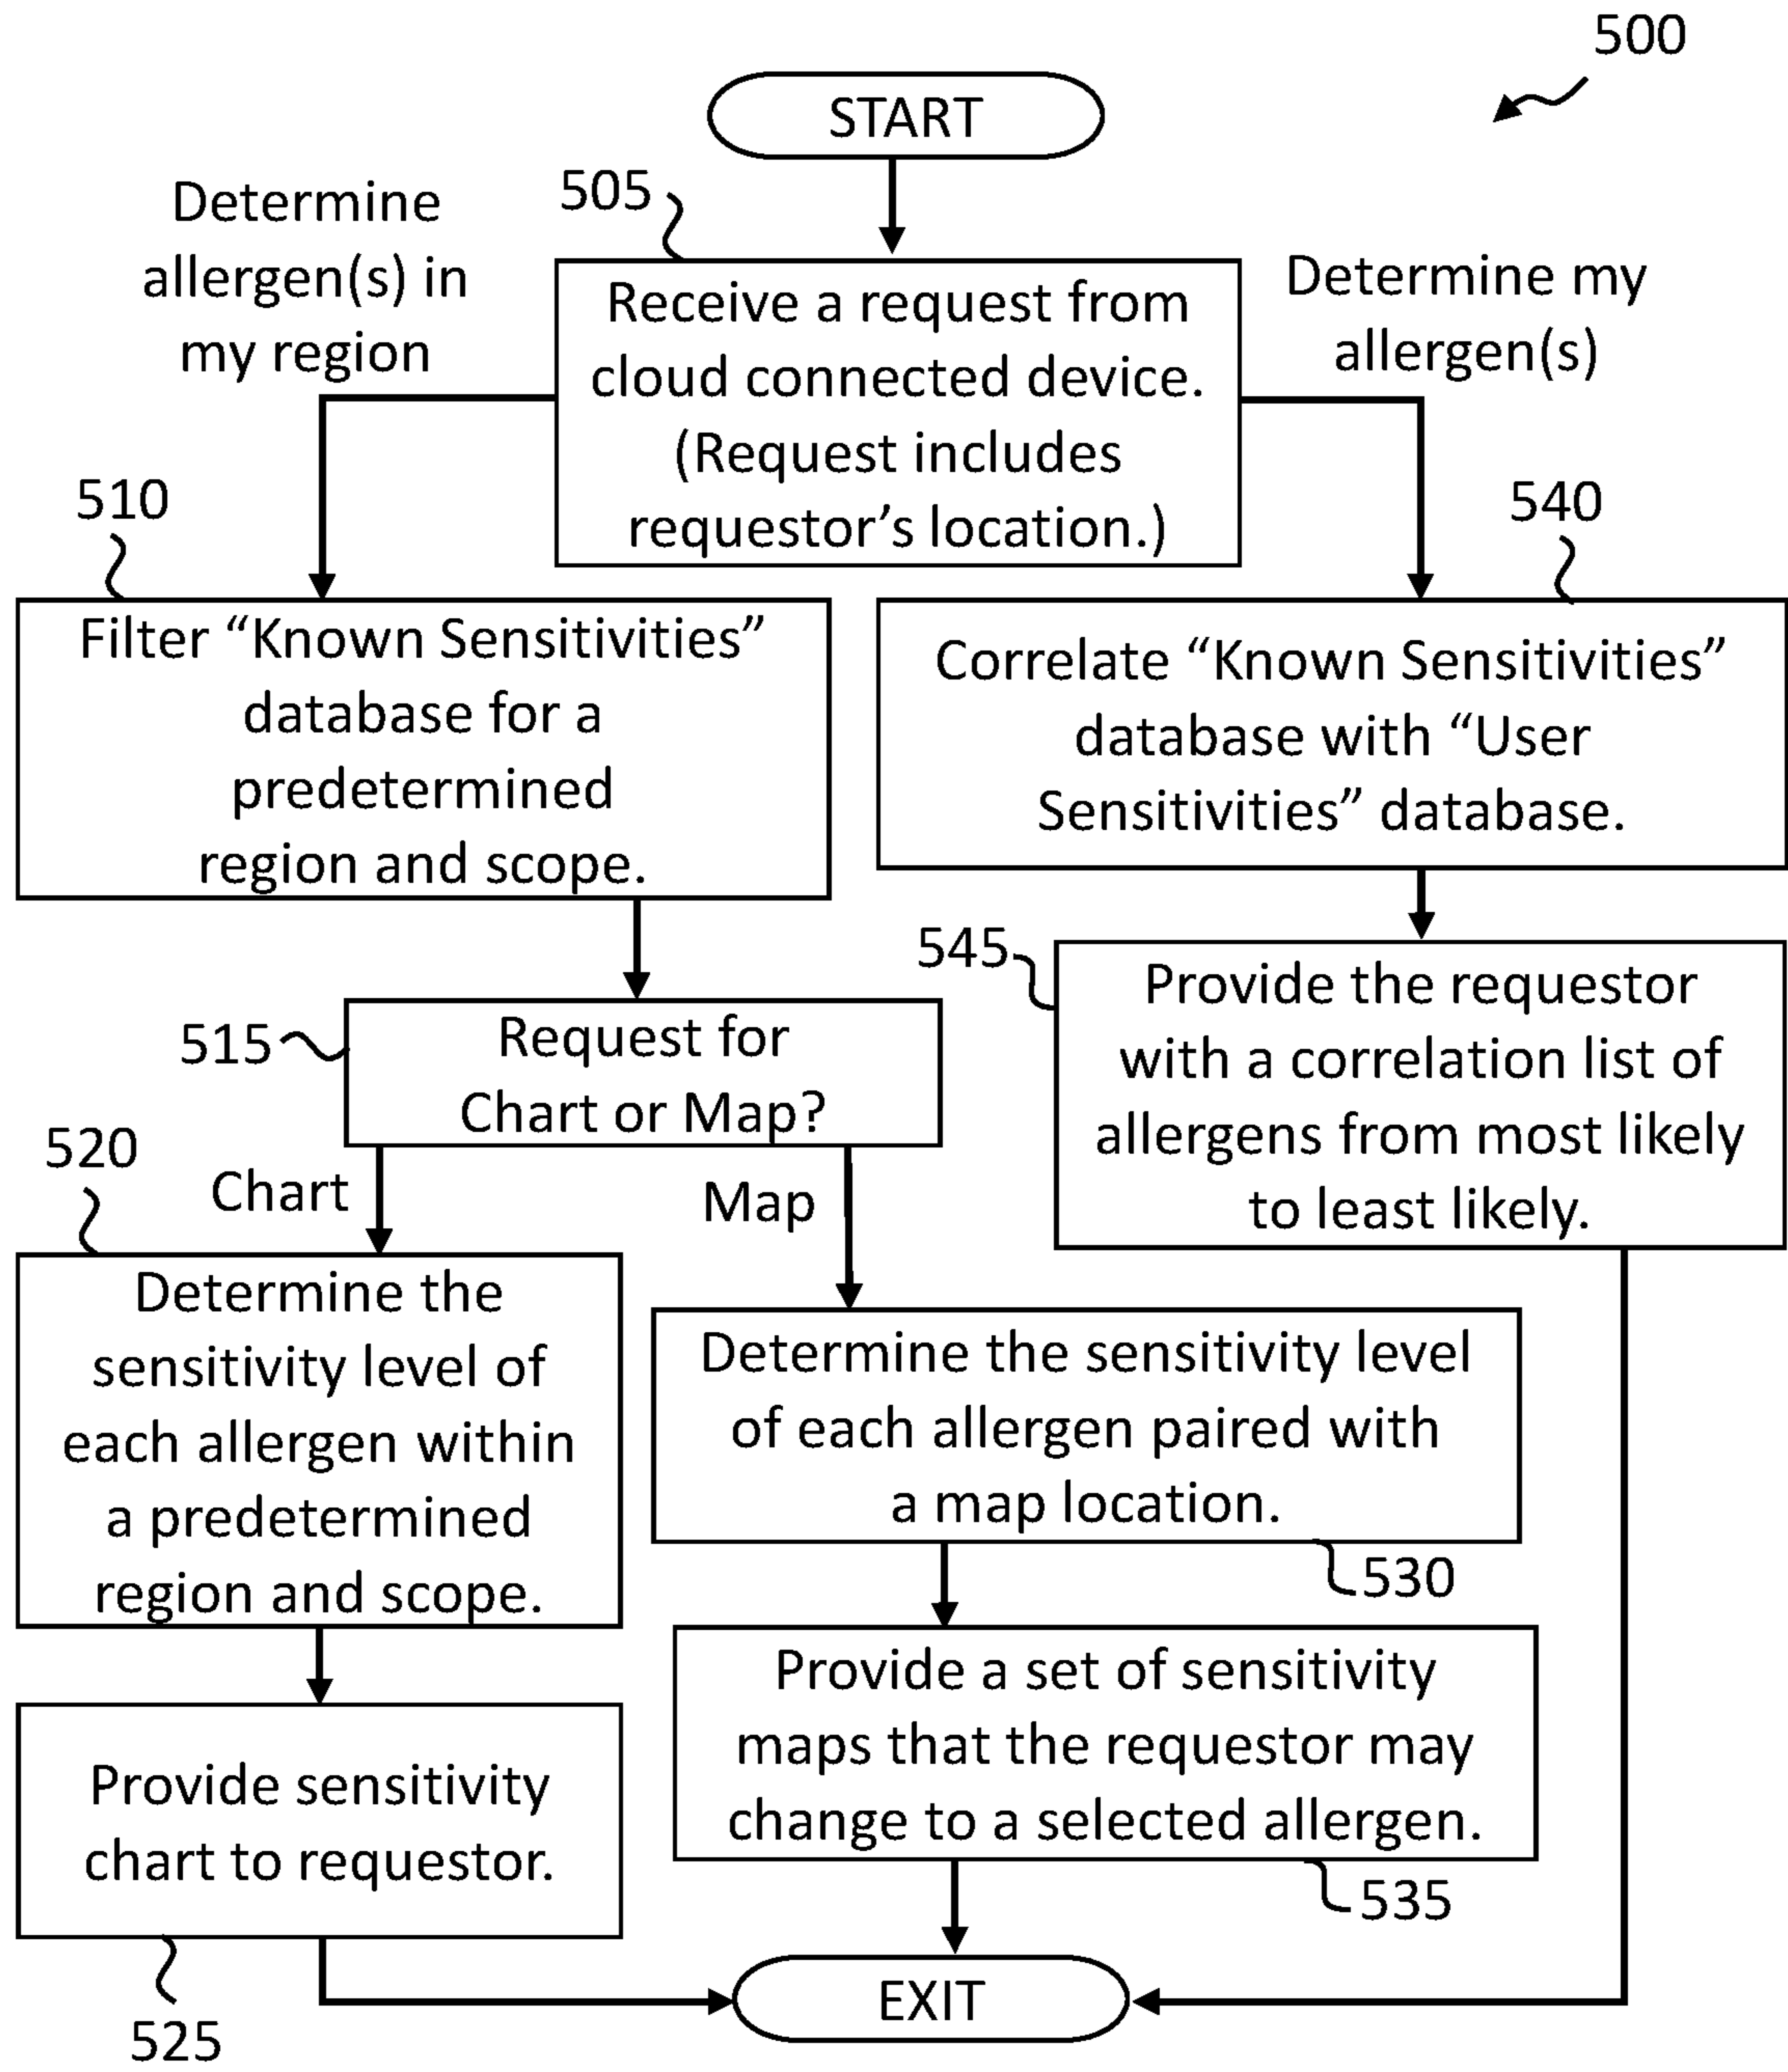 500
START
505
Determine
allergen(s) in
my region
Receive a request from
cloud connected device.
(Request includes
requestor’s location.)
Determine my
allergen(s)
510
Filter “Known Sensitivities”
database for a
predetermined
region and scope.
540
Correlate “Known Sensitivities”
database with “User
Sensitivities” database.
515
Request for
Chart or Map?
545
Provide the requestor
with a correlation list of
allergens from most likely
to least likely.
520
Chart
Map
Determine the
sensitivity level of
each allergen within
a predetermined
region and scope.
Determine the sensitivity level
of each allergen paired with
a map location.
530
Provide sensitivity
chart to requestor.
525
Provide a set of sensitivity
maps that the requestor may
change to a selected allergen.
535
EXIT